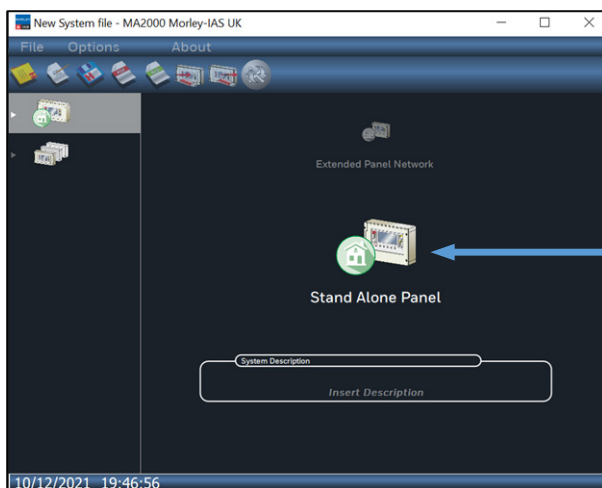 New System file - MA2000 Morley-IAS UK
File Options About
Extended Panel Network
Stand Alone Panel
System Description
Insert Description
10/12/2021 19:46:56